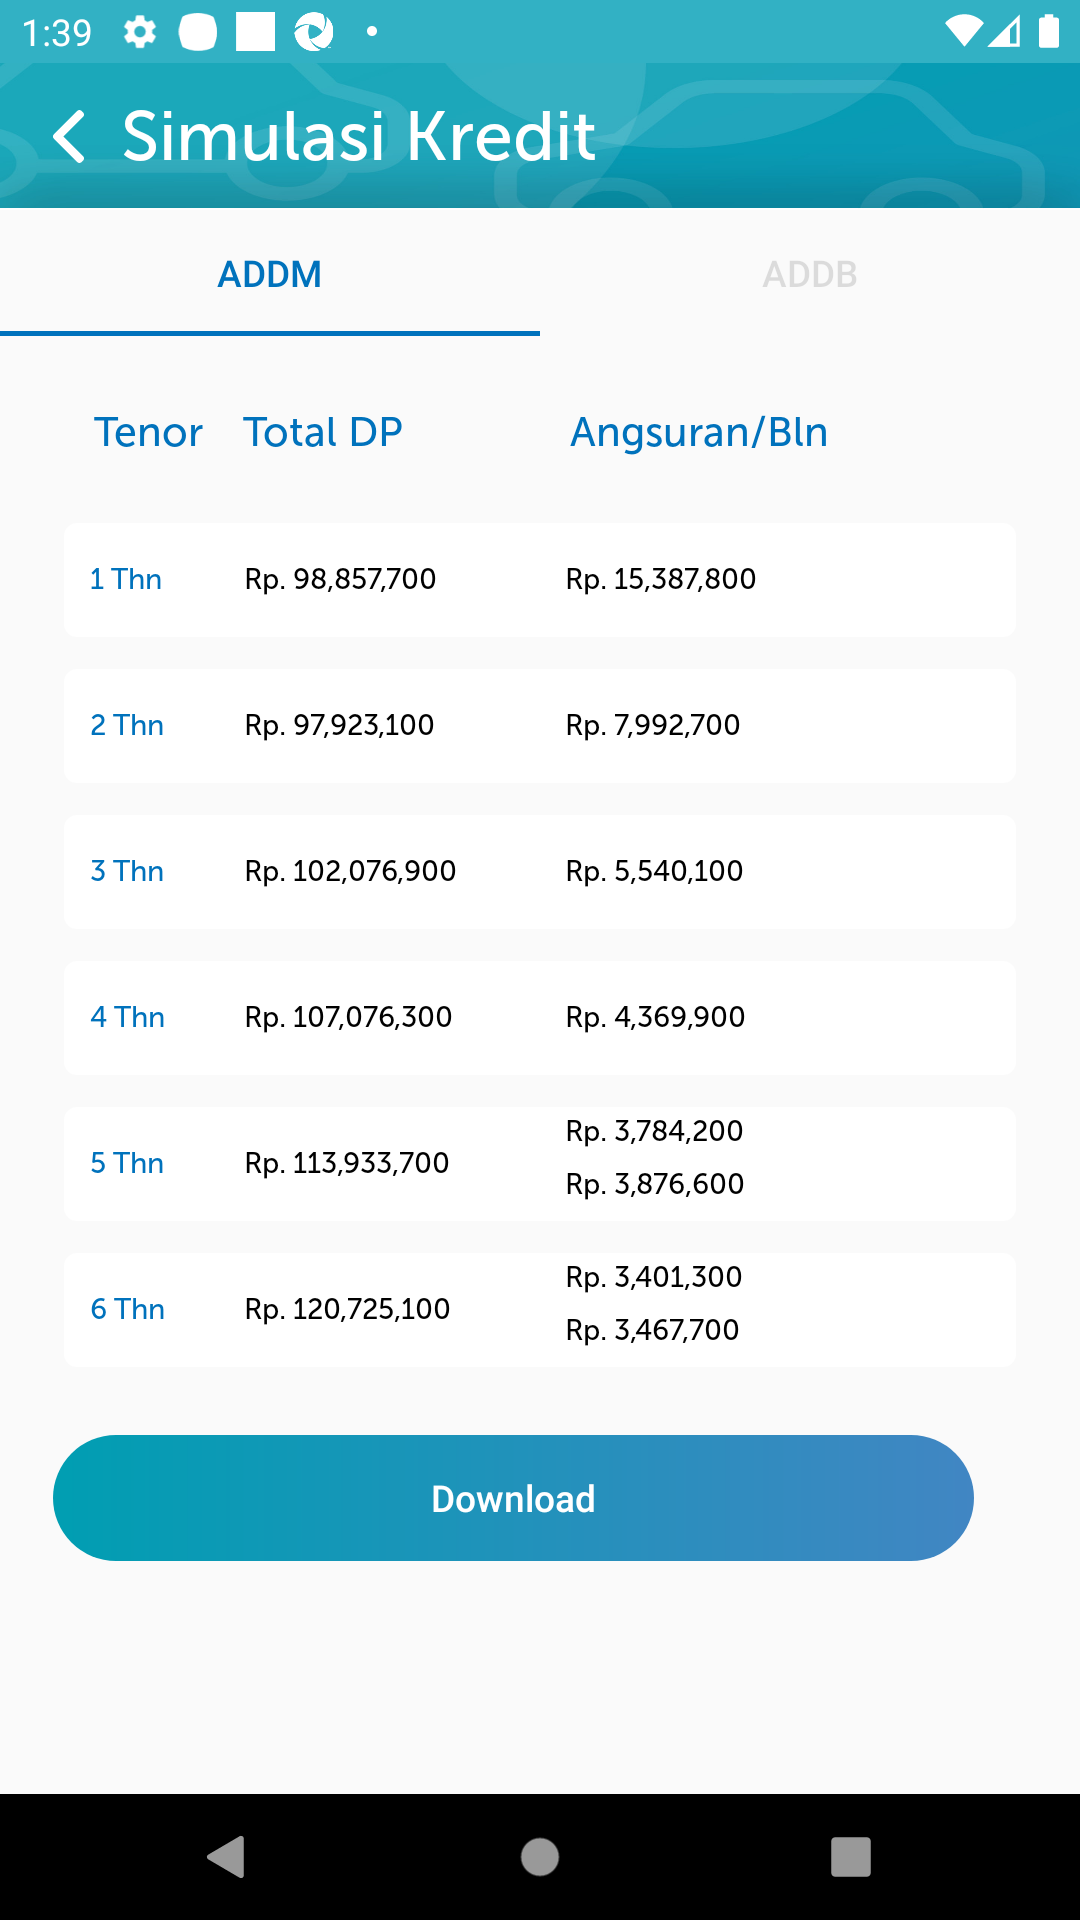 1:39
Simulasi Kredit
ADDM ADDB
Tenor Total DP Angsuran/Bln
1 Thn Rp. 98,857,700 Rp. 15,387,800
2 Thn Rp. 97,923,100 Rp. 7,992,700
3 Thn Rp. 102,076,900 Rp. 5,540,100
4 Thn Rp. 107,076,300 Rp. 4,369,900
5 Thn Rp. 113,933,700 Rp. 3,784,200
Rp. 3,876,600
6 Thn Rp. 120,725,100 Rp. 3,401,300
Rp. 3,467,700
Download